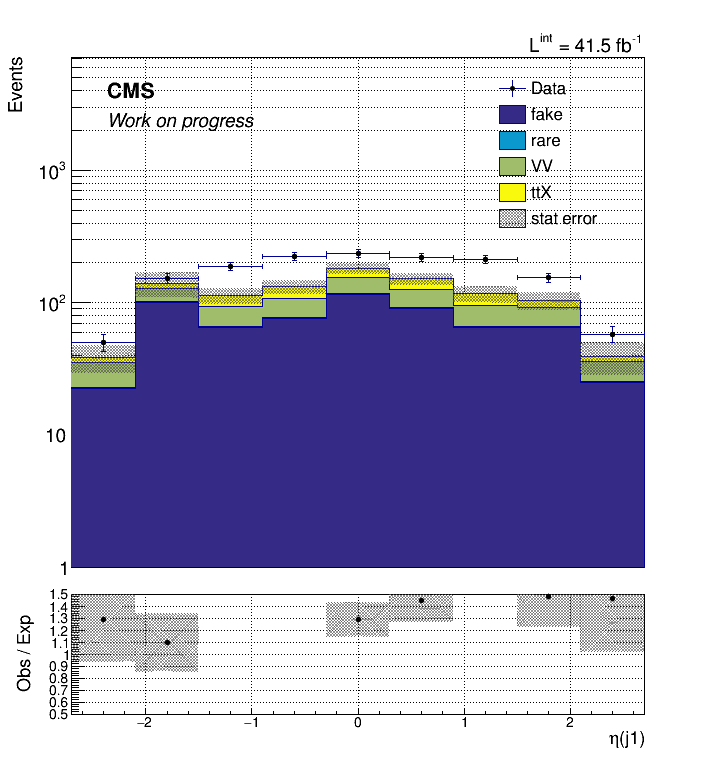 L^int = 41.5 fb^-1
Events
CMS
Work on progress
Data
fake
rare
VV
ttX
stat error
10^3
10^2
10
1
Obs / Exp
1.5
1.4
1.3
1.2
1.1
1
0.9
0.8
0.7
0.6
0.5
−2
−1
0
1
2
η(j1)